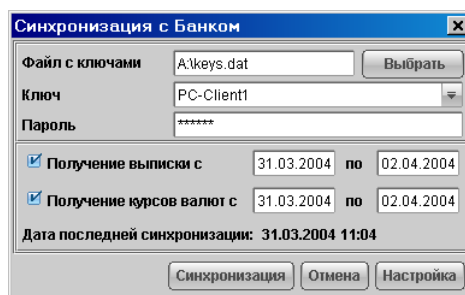 Синхронизация с Банком
Файл с ключами A:\keys.dat Выбрать
Ключ PC-Client1
Пароль ******
Получение выписки с 31.03.2004 по 02.04.2004
Получение курсов валют с 31.03.2004 по 02.04.2004
Дата последней синхронизации: 31.03.2004 11:04
Синхронизация Отмена Настройка